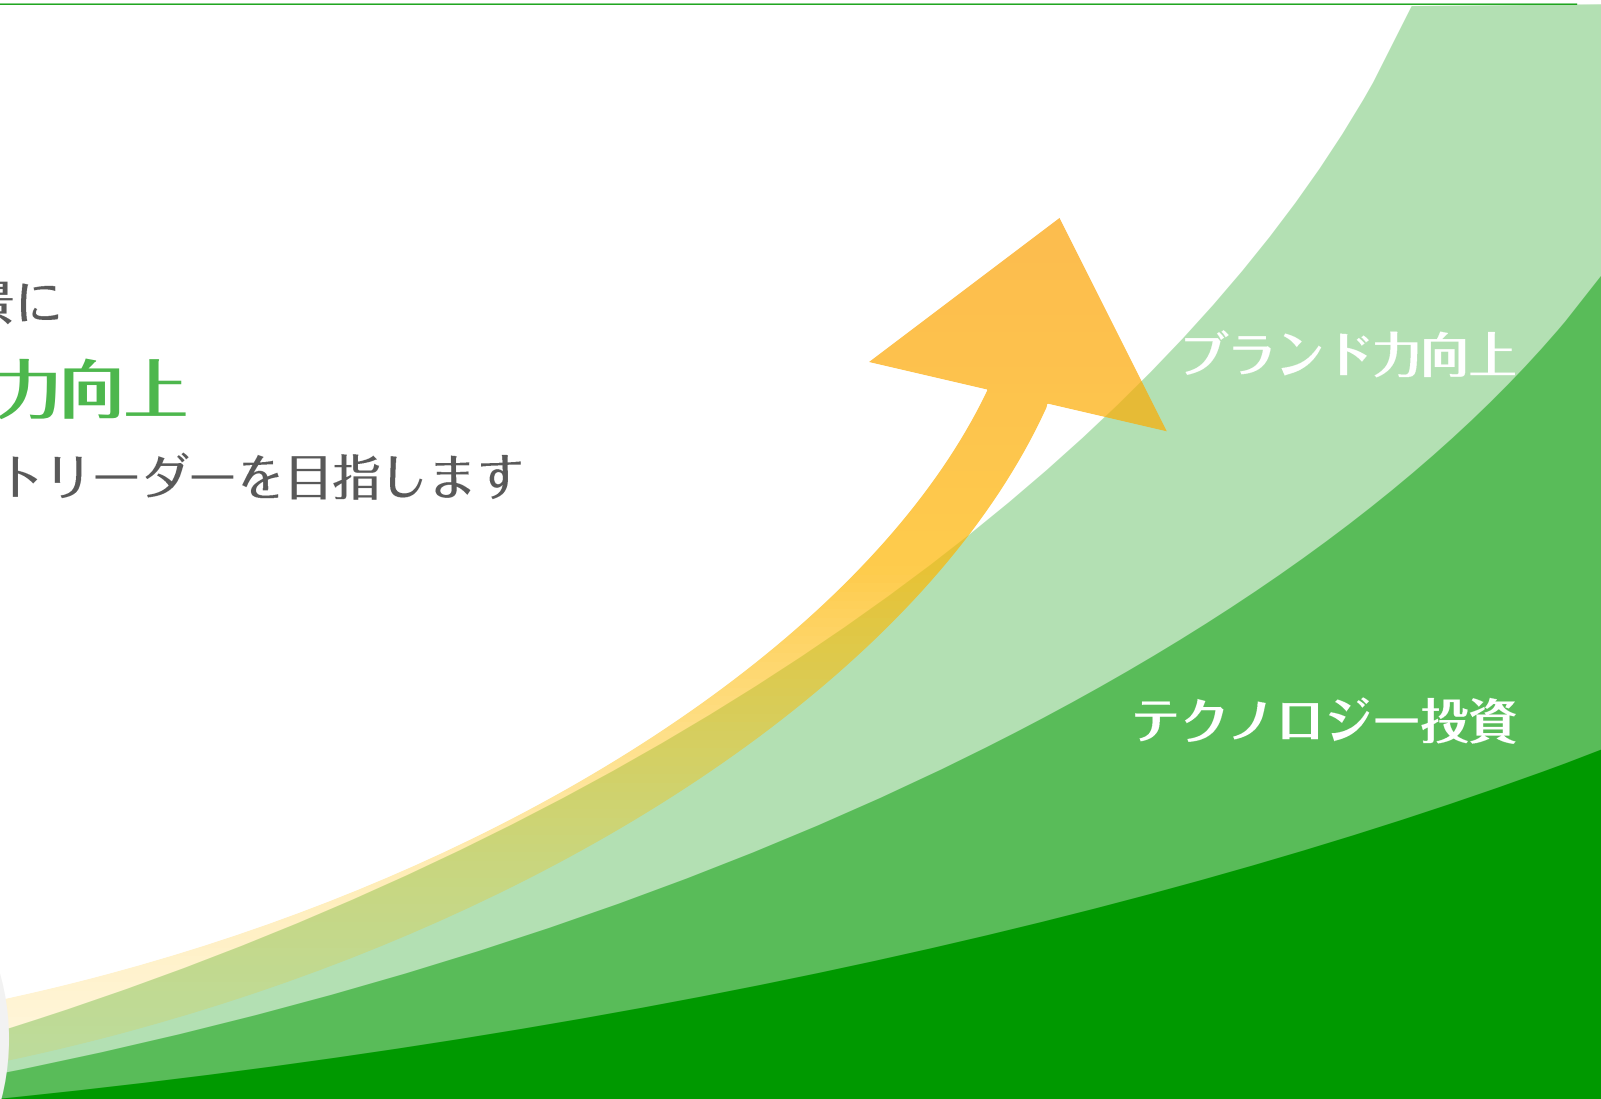 景に
力向上
トリーダーを目指します
ブランド力向上
テクノロジー投資